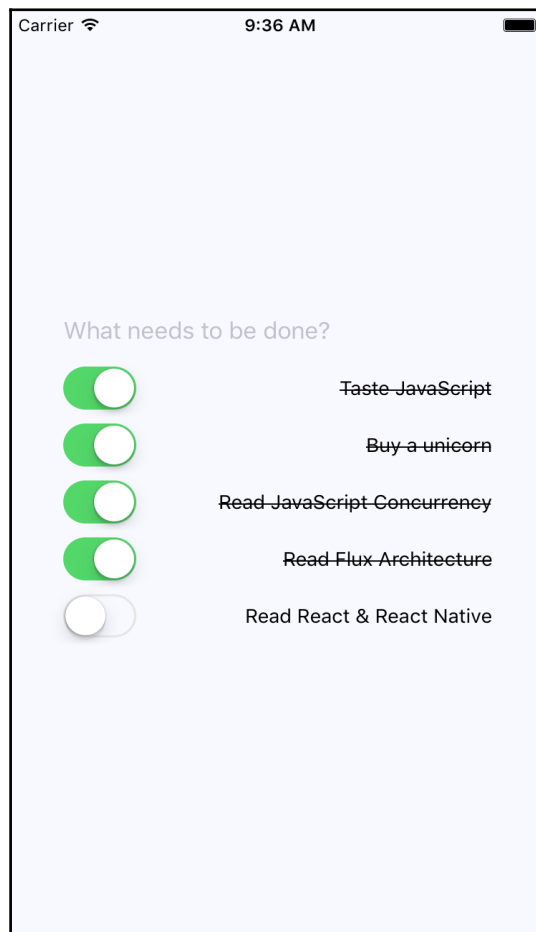 Carrier 9:36 AM
What needs to be done?
Taste JavaScript
Buy a unicorn
Read JavaScript Concurrency
Read Flux Architecture
Read React & React Native